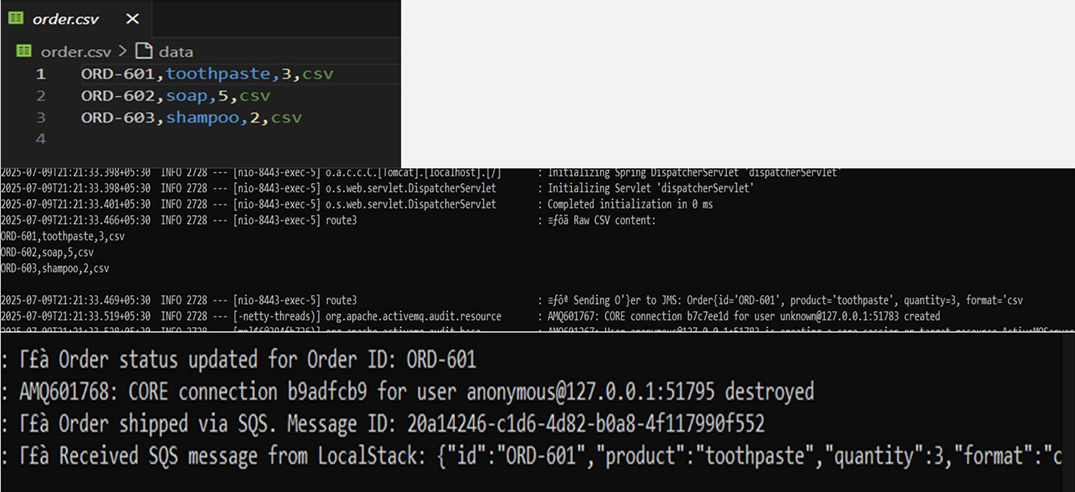 order.csv ×
order.csv > data
1 ORD-601,toothpaste,3,csv
2 ORD-602,soap,5,csv
3 ORD-603,shampoo,2,csv
4
2025-07-09T21:21:33.398+05:30 INFO 2728 --- [nio-8443-exec-5] o.a.c.c.C.[Tomcat].[localhost].[/] : Initializing Spring DispatcherServlet 'dispatcherServlet'
2025-07-09T21:21:33.398+05:30 INFO 2728 --- [nio-8443-exec-5] o.s.web.servlet.DispatcherServlet : Initializing Servlet 'dispatcherServlet'
2025-07-09T21:21:33.401+05:30 INFO 2728 --- [nio-8443-exec-5] o.s.web.servlet.DispatcherServlet : Completed initialization in 0 ms
2025-07-09T21:21:33.466+05:30 INFO 2728 --- [nio-8443-exec-5] route3 : ≡ƒôä Raw CSV content:
ORD-601,toothpaste,3,csv
ORD-602,soap,5,csv
ORD-603,shampoo,2,csv
2025-07-09T21:21:33.469+05:30 INFO 2728 --- [nio-8443-exec-5] route3 : ≡ƒôª Sending O'}er to JMS: Order{id='ORD-601', product='toothpaste', quantity=3, format='csv
2025-07-09T21:21:33.519+05:30 INFO 2728 --- [-netty-threads)] org.apache.activemq.audit.resource : AMQ601767: CORE connection b7c7ee1d for user unknown@127.0.0.1:51783 created
: Γ£à Order status updated for Order ID: ORD-601
: AMQ601768: CORE connection b9adfcb9 for user anonymous@127.0.0.1:51795 destroyed
: Γ£à Order shipped via SQS. Message ID: 20a14246-c1d6-4d82-b0a8-4f117990f552
: Γ£à Received SQS message from LocalStack: {"id":"ORD-601","product":"toothpaste","quantity":3,"format":"c